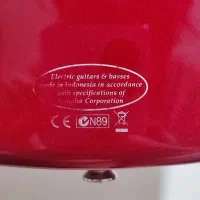 Electric guitars & basses
made in Indonesia in accordance
with specifications of
Yamaha Corporation
CE N89